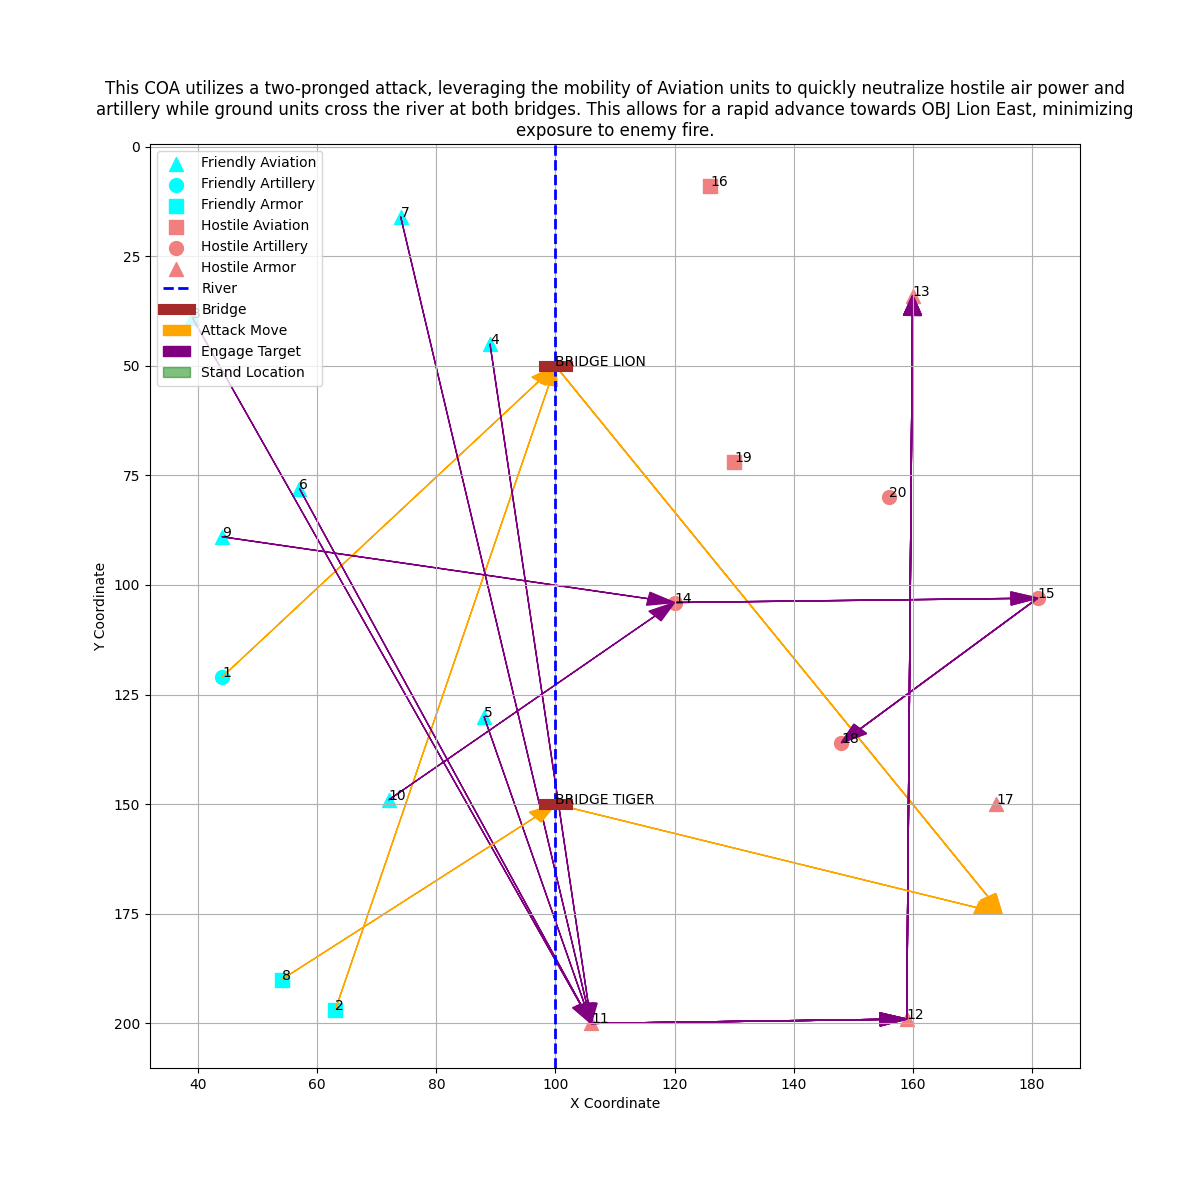 This COA utilizes a two-pronged attack, leveraging the mobility of Aviation units to quickly neutralize hostile air power and
artillery while ground units cross the river at both bridges. This allows for a rapid advance towards OBJ Lion East, minimizing
exposure to enemy fire.
0
25
50
75
100
125
150
175
200
Y Coordinate
Friendly Aviation
Friendly Artillery
Friendly Armor
Hostile Aviation
Hostile Artillery
Hostile Armor
River
Bridge
Attack Move
Engage Target
Stand Location
16
7
13
4
BRIDGE LION
19
6
20
9
14
15
1
5
18
10
BRIDGE TIGER
17
8
2
11
12
40
60
80
100
120
140
160
180
X Coordinate